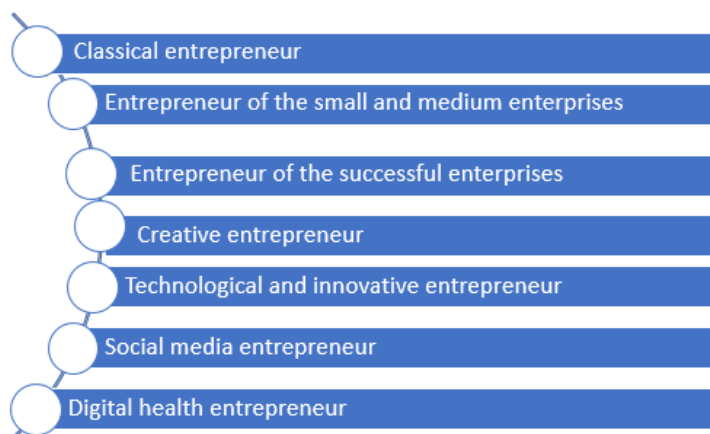 Classical entrepreneur
Entrepreneur of the small and medium enterprises
Entrepreneur of the successful enterprises
Creative entrepreneur
Technological and innovative entrepreneur
Social media entrepreneur
Digital health entrepreneur